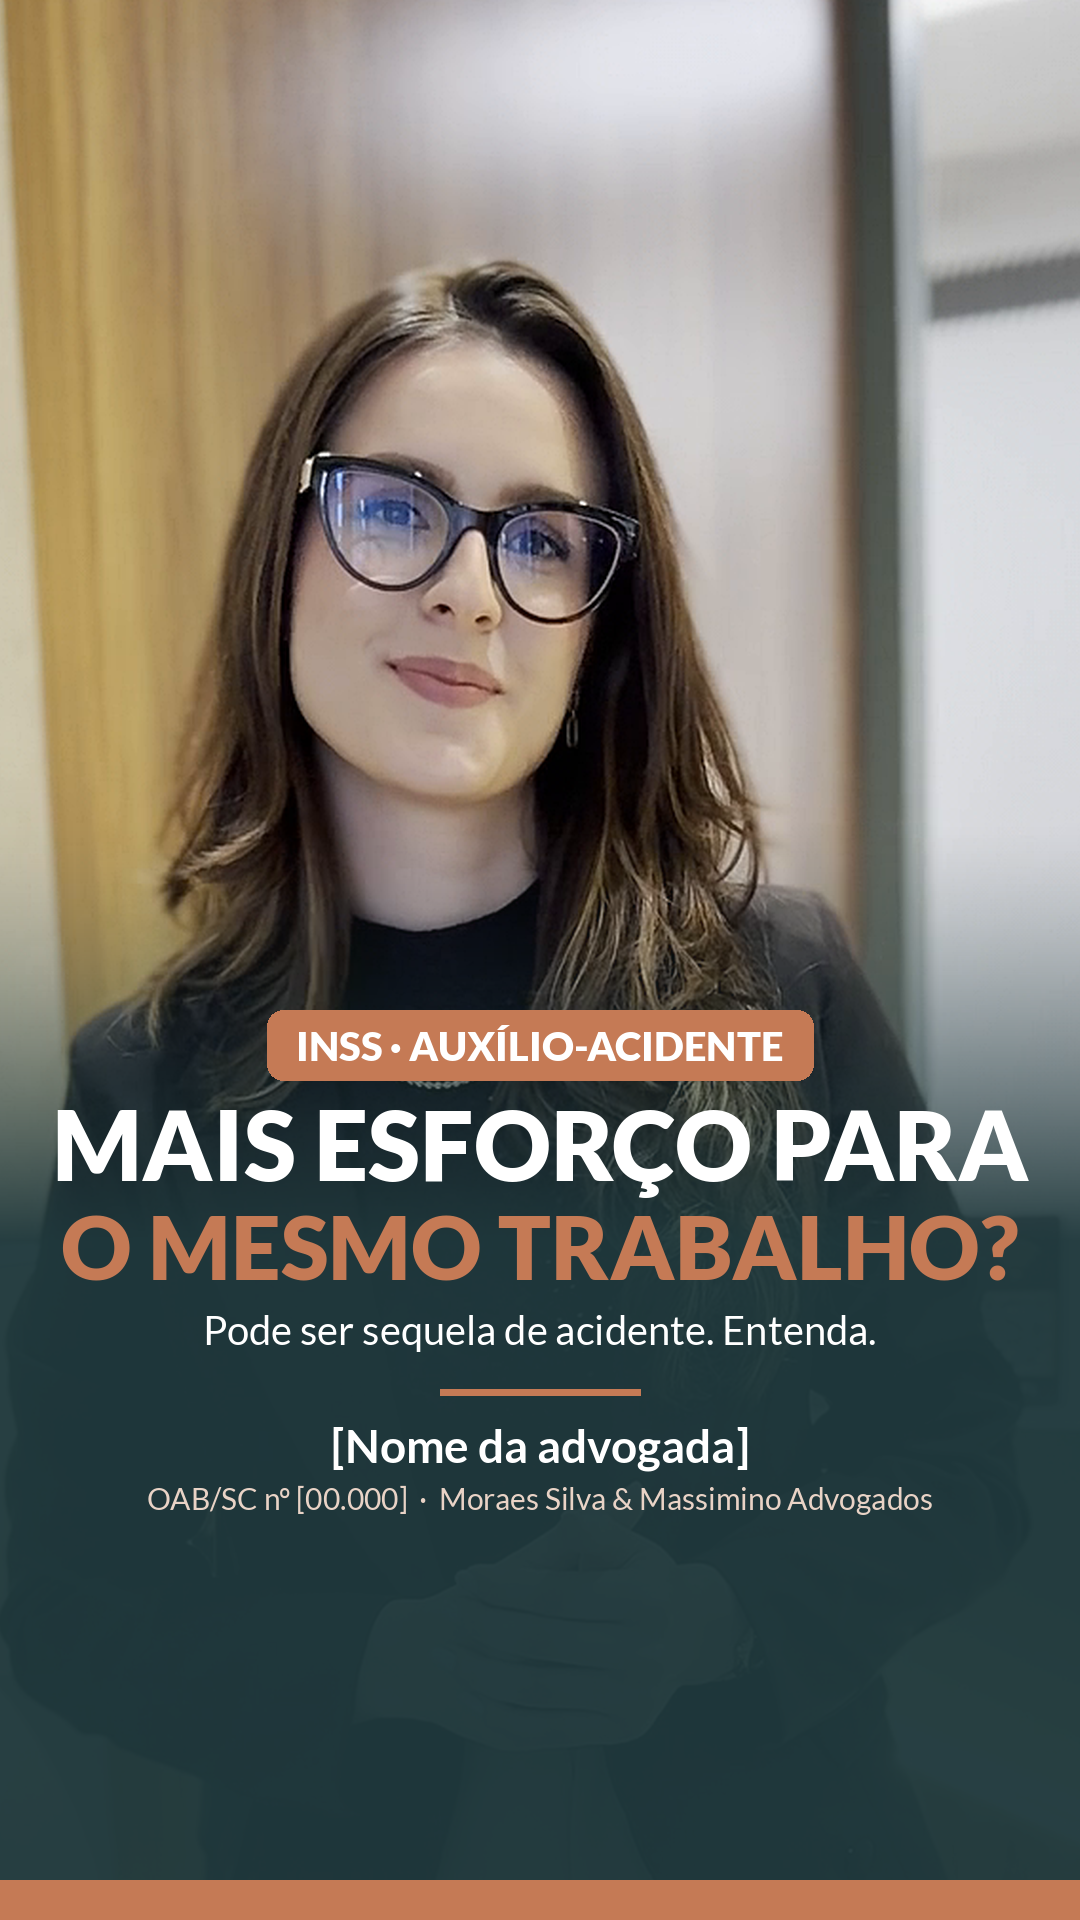 INSS · AUXÍLIO-ACIDENTE
MAIS ESFORÇO PARA
O MESMO TRABALHO?
Pode ser sequela de acidente. Entenda.
[Nome da advogada]
OAB/SC nº [00.000] · Moraes Silva & Massimino Advogados